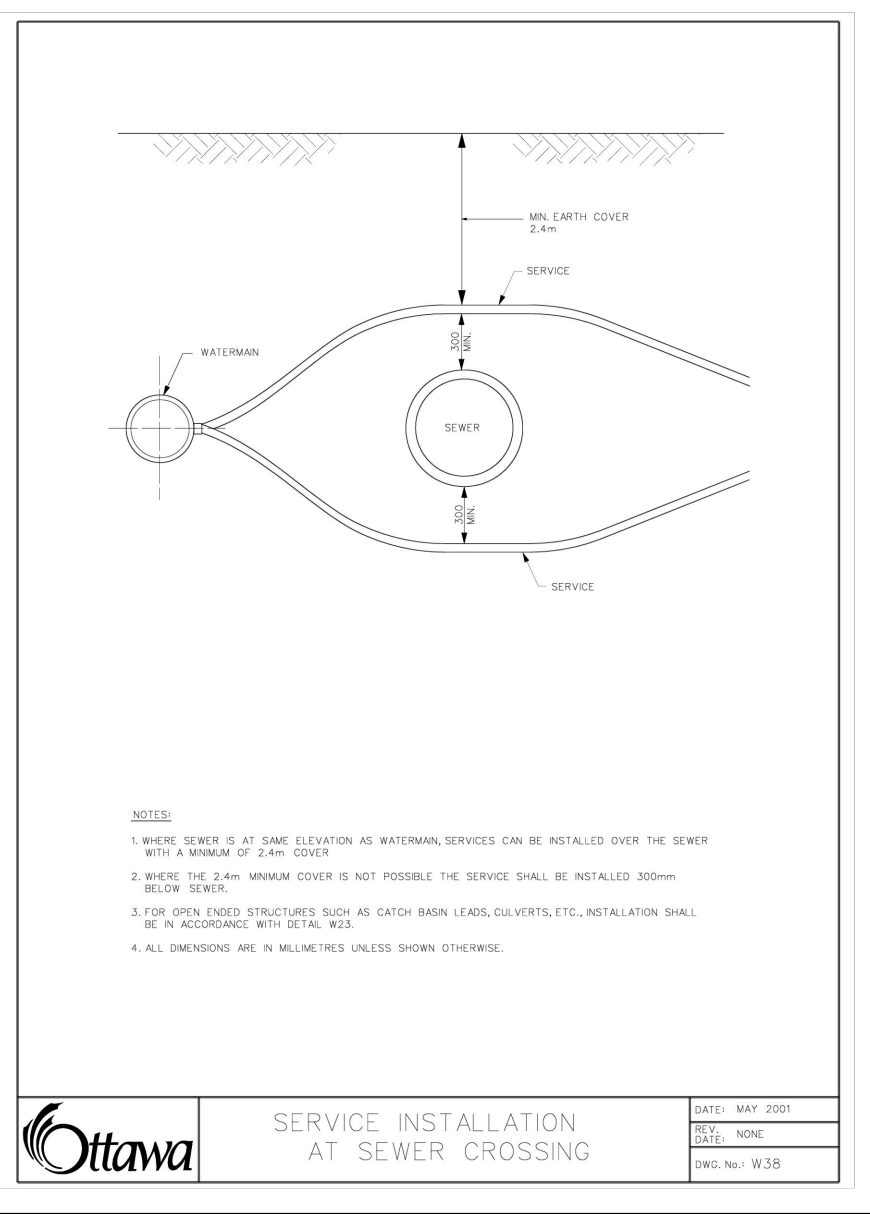 MIN. EARTH COVER
2.4m
SERVICE
300
MIN.
WATERMAIN
SEWER
300
MIN.
SERVICE
NOTES:
1. WHERE SEWER IS AT SAME ELEVATION AS WATERMAIN, SERVICES CAN BE INSTALLED OVER THE SEWER
WITH A MINIMUM OF 2.4m COVER
2. WHERE THE 2.4m MINIMUM COVER IS NOT POSSIBLE THE SERVICE SHALL BE INSTALLED 300mm
BELOW SEWER.
3. FOR OPEN ENDED STRUCTURES SUCH AS CATCH BASIN LEADS, CULVERTS, ETC., INSTALLATION SHALL
BE IN ACCORDANCE WITH DETAIL W23.
4. ALL DIMENSIONS ARE IN MILLIMETRES UNLESS SHOWN OTHERWISE.
Ottawa
SERVICE INSTALLATION
AT SEWER CROSSING
DATE: MAY 2001
REV.
DATE: NONE
DWG. No.: W38